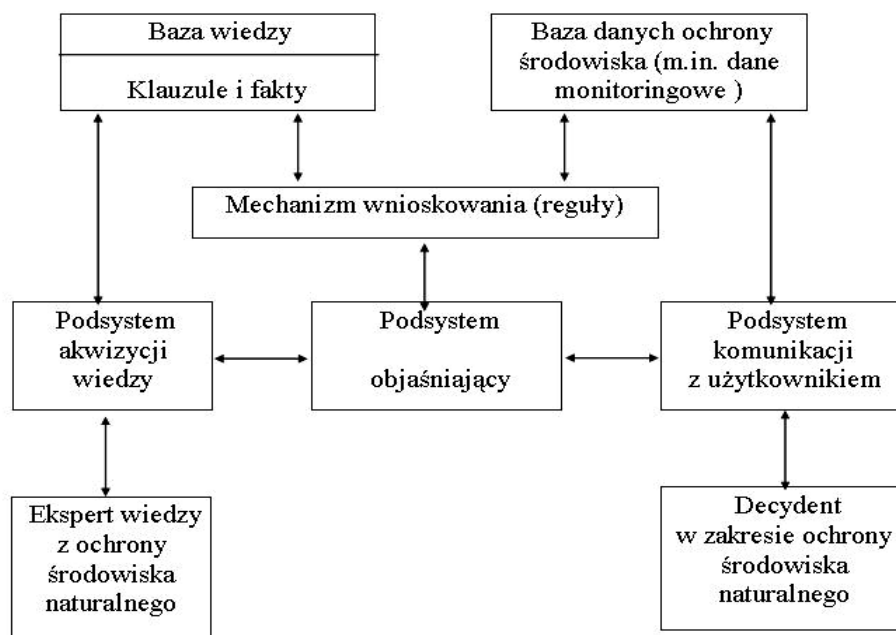 Baza wiedzy
Klauzule i fakty
Baza danych ochrony
środowiska (m.in. dane
monitoringowe )
Mechanizm wnioskowania (reguły)
Podsystem
akwizycji
wiedzy
Podsystem
objaśniający
Podsystem
komunikacji
z użytkownikiem
Ekspert wiedzy
z ochrony
środowiska
naturalnego
Decydent
w zakresie ochrony
środowiska
naturalnego